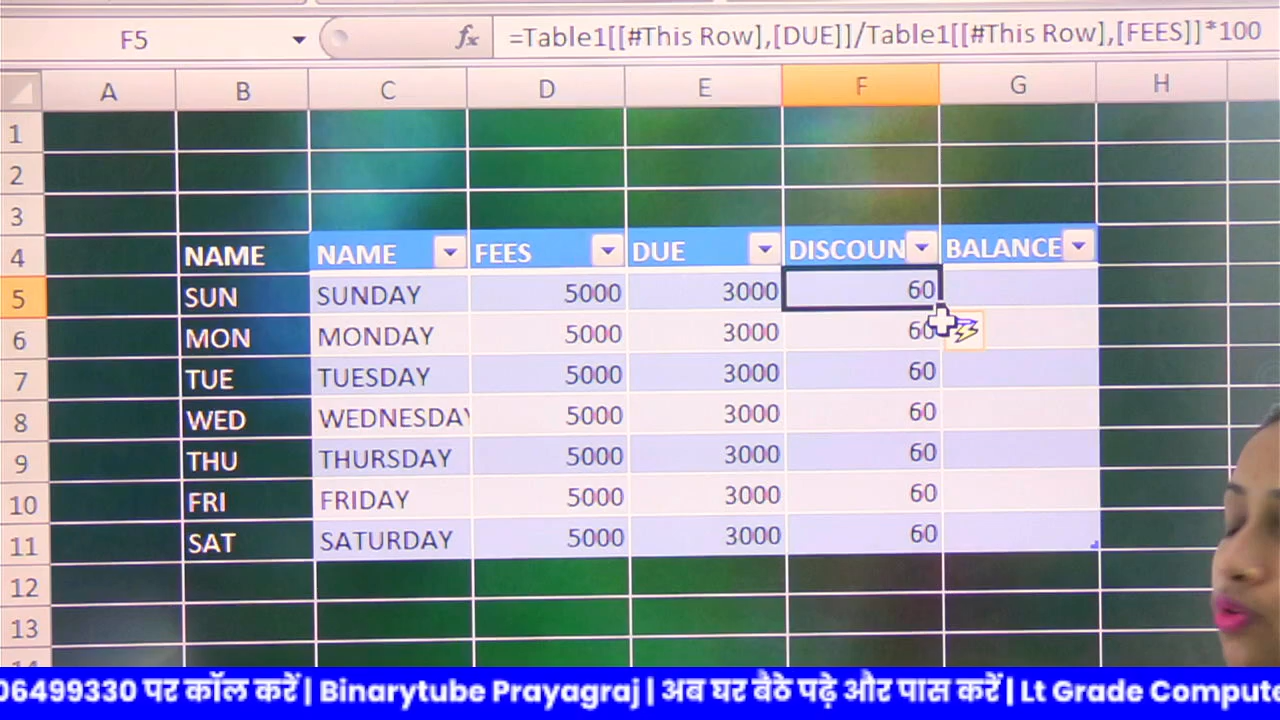 F5 fx =Table1[[#This Row],[DUE]]/Table1[[#This Row],[FEES]]*100
A B C D E F G H
1
2
3
4 NAME NAME FEES DUE DISCOUN BALANCE
5 SUN SUNDAY 5000 3000 60
6 MON MONDAY 5000 3000 60
7 TUE TUESDAY 5000 3000 60
8 WED WEDNESDAY 5000 3000 60
9 THU THURSDAY 5000 3000 60
10 FRI FRIDAY 5000 3000 60
11 SAT SATURDAY 5000 3000 60
12
13
14
06499330 पर कॉल करें | Binarytube Prayagraj | अब घर बैठे पढ़े और पास करें | Lt Grade Compute